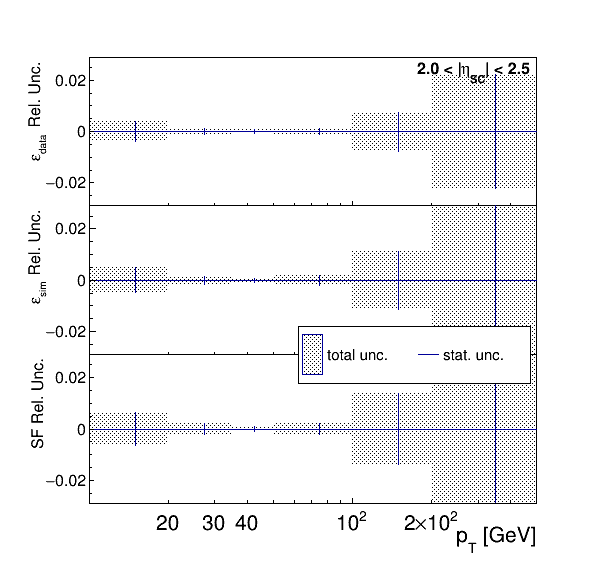 2.0 < |η_sc| < 2.5
ε_data Rel. Unc.
0.02
0
−0.02
ε_sim Rel. Unc.
0.02
0
−0.02
total unc.
stat. unc.
SF Rel. Unc.
0.02
0
−0.02
20 30 40 10² 2×10²
p_T [GeV]